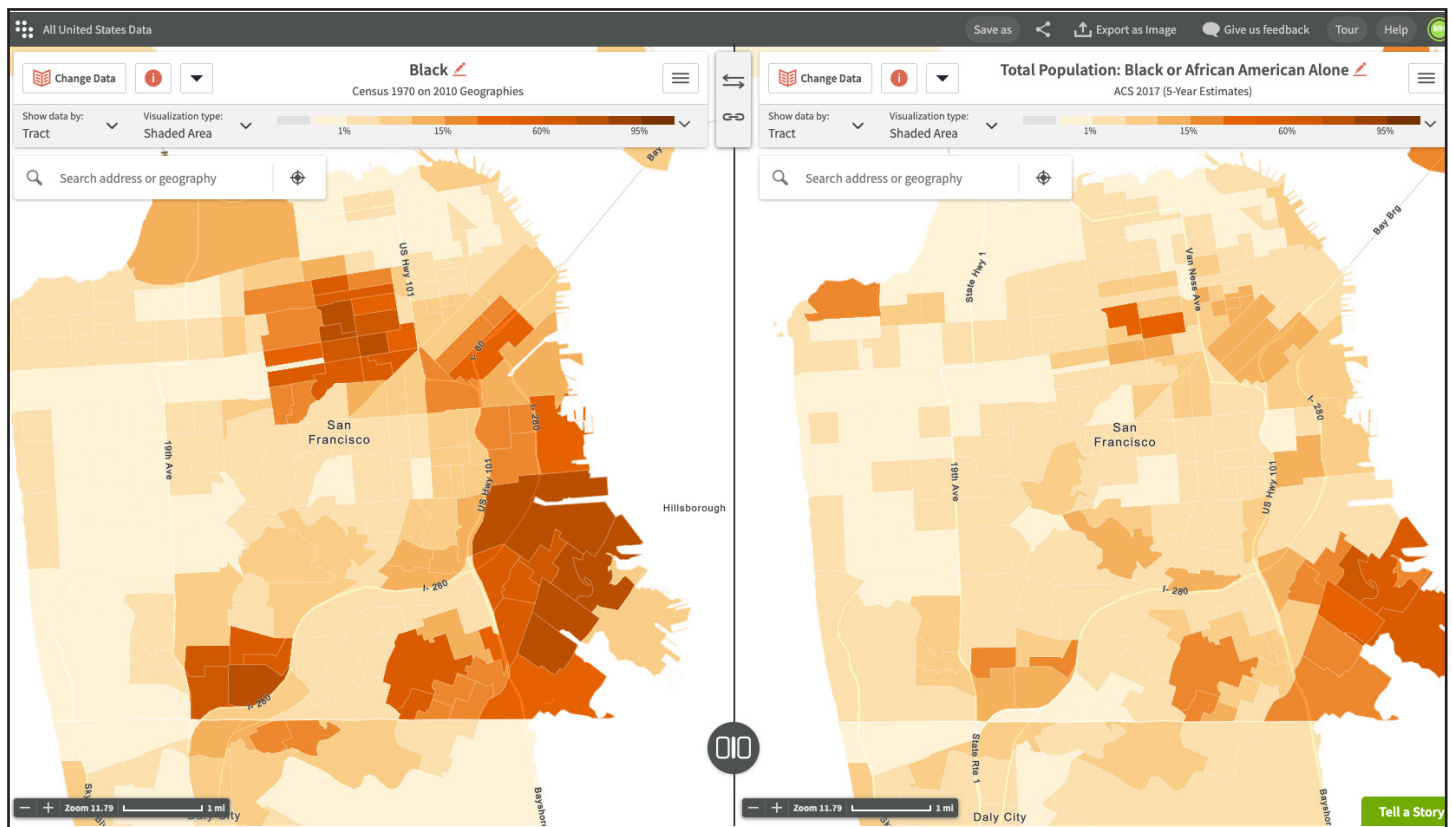 All United States Data
Save as
Export as Image
Give us feedback
Tour
Help
Change Data
Black
Census 1970 on 2010 Geographies
Show data by:
Tract
Visualization type:
Shaded Area
1% 15% 60% 95%
Search address or geography
US Hwy 101
I- 80
San
Francisco
I- 280
19th Ave
US Hwy 101
Hillsborough
I- 280
I- 280
Bayshore
Zoom 11.79
1 mi
Daly City
Change Data
Total Population: Black or African American Alone
ACS 2017 (5-Year Estimates)
Show data by:
Tract
Visualization type:
Shaded Area
1% 15% 60% 95%
Search address or geography
Bay Brg
State Hwy 1
Van Ness Ave
I- 280
San
Francisco
19th Ave
US Hwy 101
I- 280
State Rte 1
Bayshore
Zoom 11.79
1 mi
Daly City
Tell a Story